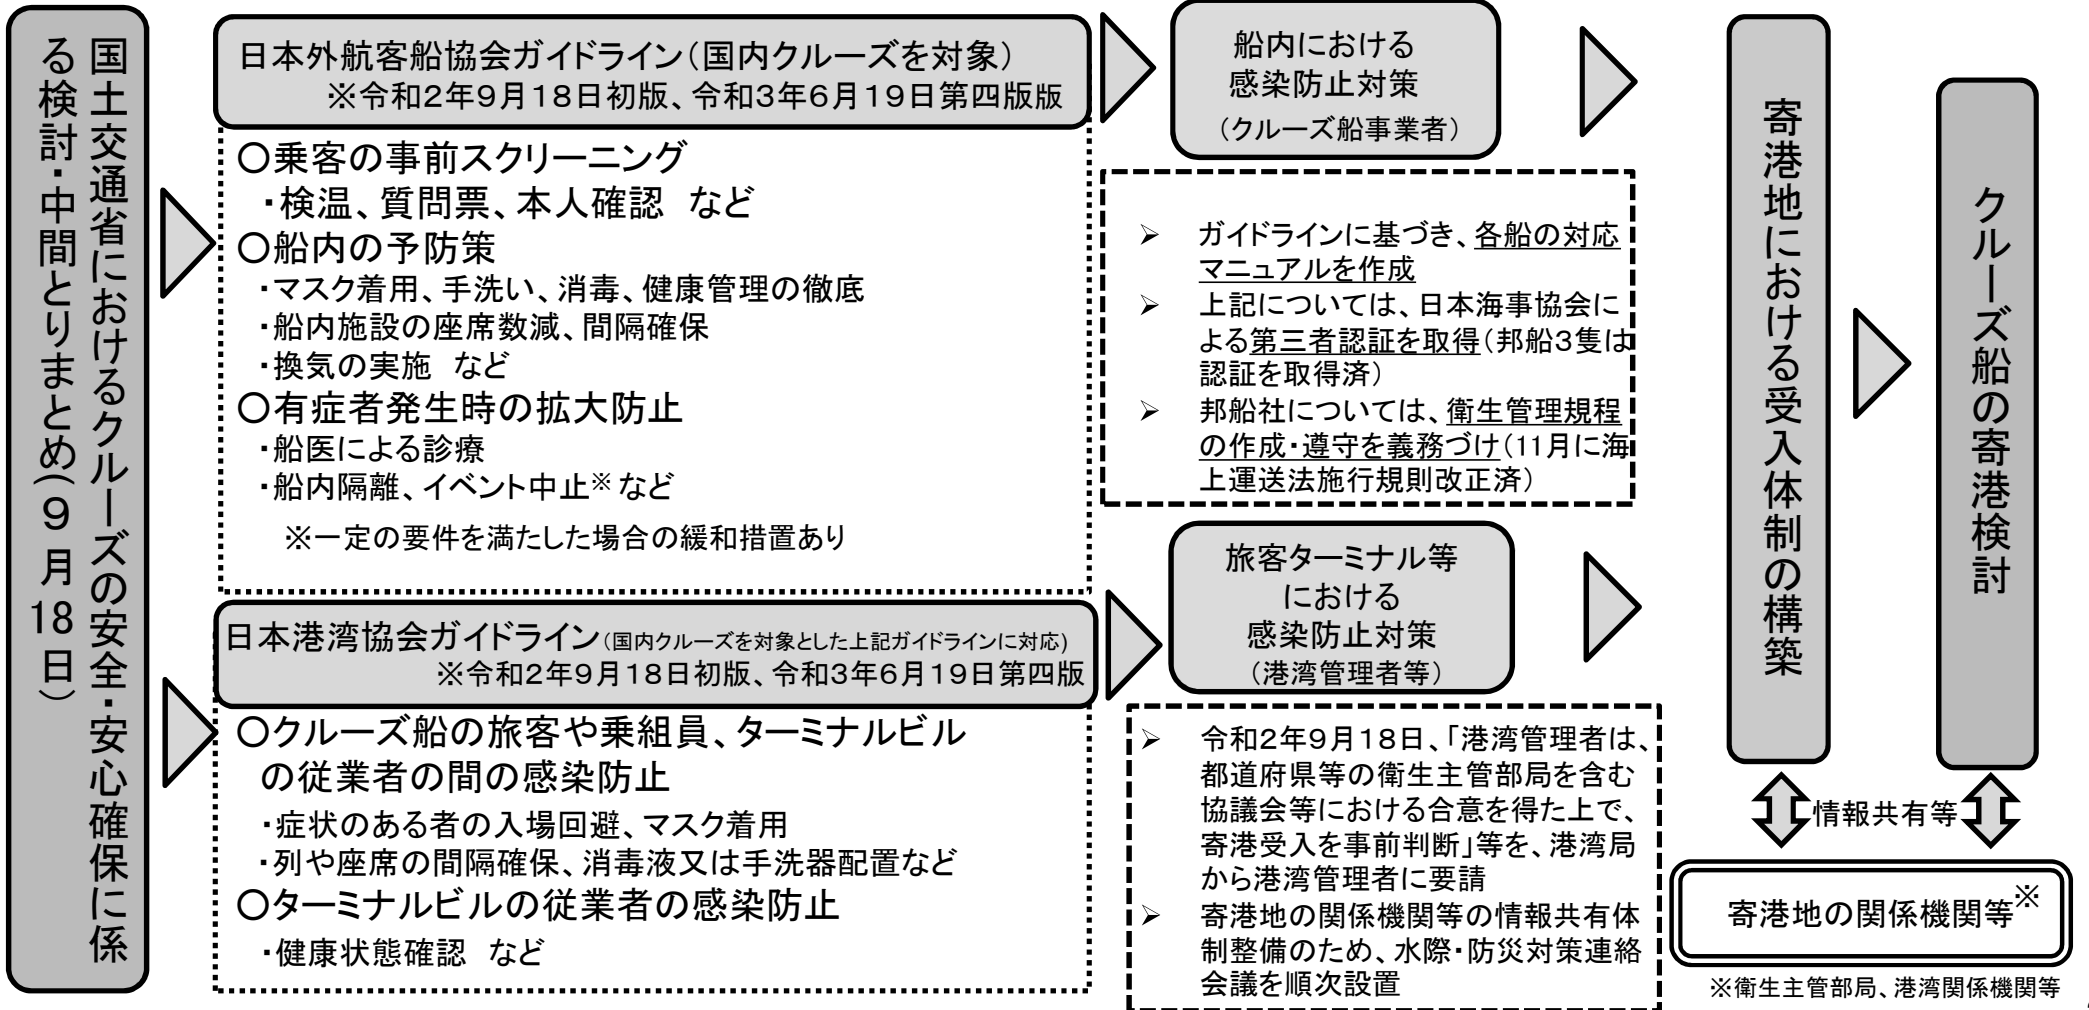 国土交通省におけるクルーズの安全・安心確保に係
る検討・中間とりまとめ(9月18日)
日本外航客船協会ガイドライン(国内クルーズを対象)
※令和2年9月18日初版、令和3年6月19日第四版版
〇乗客の事前スクリーニング
・検温、質問票、本人確認 など
〇船内の予防策
・マスク着用、手洗い、消毒、健康管理の徹底
・船内施設の座席数減、間隔確保
・換気の実施 など
〇有症者発生時の拡大防止
・船医による診療
・船内隔離、イベント中止※など
※一定の要件を満たした場合の緩和措置あり
日本港湾協会ガイドライン(国内クルーズを対象とした上記ガイドラインに対応)
※令和2年9月18日初版、令和3年6月19日第四版
〇クルーズ船の旅客や乗組員、ターミナルビル
の従業者の間の感染防止
・症状のある者の入場回避、マスク着用
・列や座席の間隔確保、消毒液又は手洗器配置など
〇ターミナルビルの従業者の感染防止
・健康状態確認 など
船内における
感染防止対策
(クルーズ船事業者)
➢ ガイドラインに基づき、各船の対応
マニュアルを作成
➢ 上記については、日本海事協会に
よる第三者認証を取得(邦船3隻は
認証を取得済)
➢ 邦船社については、衛生管理規程
の作成・遵守を義務づけ(11月に海
上運送法施行規則改正済)
旅客ターミナル等
における
感染防止対策
(港湾管理者等)
➢ 令和2年9月18日、「港湾管理者は、
都道府県等の衛生主管部局を含む
協議会等における合意を得た上で、
寄港受入を事前判断」等を、港湾局
から港湾管理者に要請
➢ 寄港地の関係機関等の情報共有体
制整備のため、水際・防災対策連絡
会議を順次設置
寄港地における受入体制の構築
クルーズ船の寄港検討
情報共有等
寄港地の関係機関等※
※衛生主管部局、港湾関係機関等